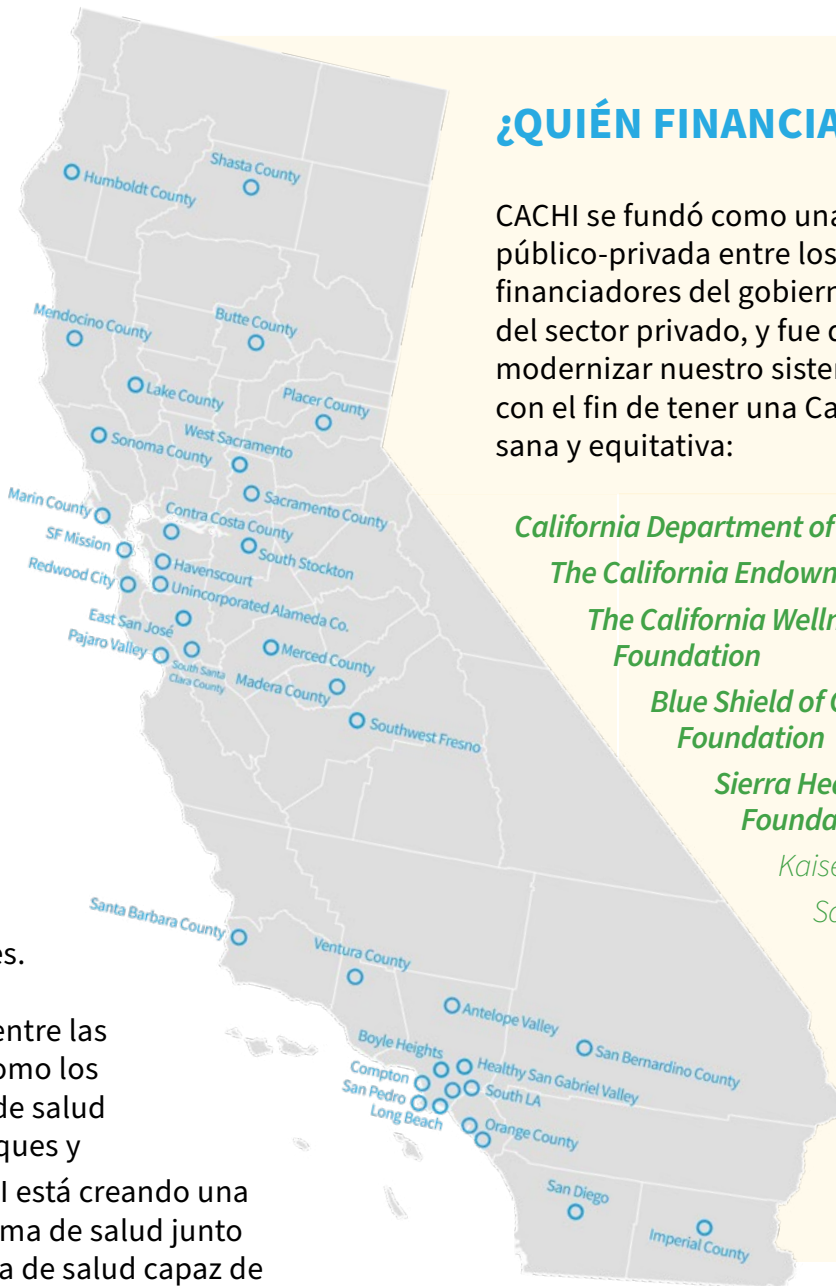 ¿QUIÉN FINANCIA
CACHI se fundó como una
público-privada entre los
financiadores del gobiern
del sector privado, y fue
modernizar nuestro sister
con el fin de tener una Ca
sana y equitativa:
California Department of
The California Endown
The California Wellr
Foundation
Blue Shield of
Foundation
Sierra Hea
Founda
Kaise
Humboldt County
Shasta County
Mendocino County
Butte County
Lake County
Placer County
Sonoma County
West Sacramento
Sacramento County
Marin County
Contra Costa County
SF Mission
South Stockton
Redwood City
Havenscourt
Unincorporated Alameda Co.
East San José
Pajaro Valley
South Santa
Clara County
Merced County
Madera County
Southwest Fresno
Santa Barbara County
Ventura County
Antelope Valley
San Bernardino County
Boyle Heights
Healthy San Gabriel Valley
Compton
South LA
San Pedro
Long Beach
Orange County
San Diego
Imperial County
es.
entre las
omo los
de salud
ques y
I está creando una
ma de salud junto
a de salud capaz de